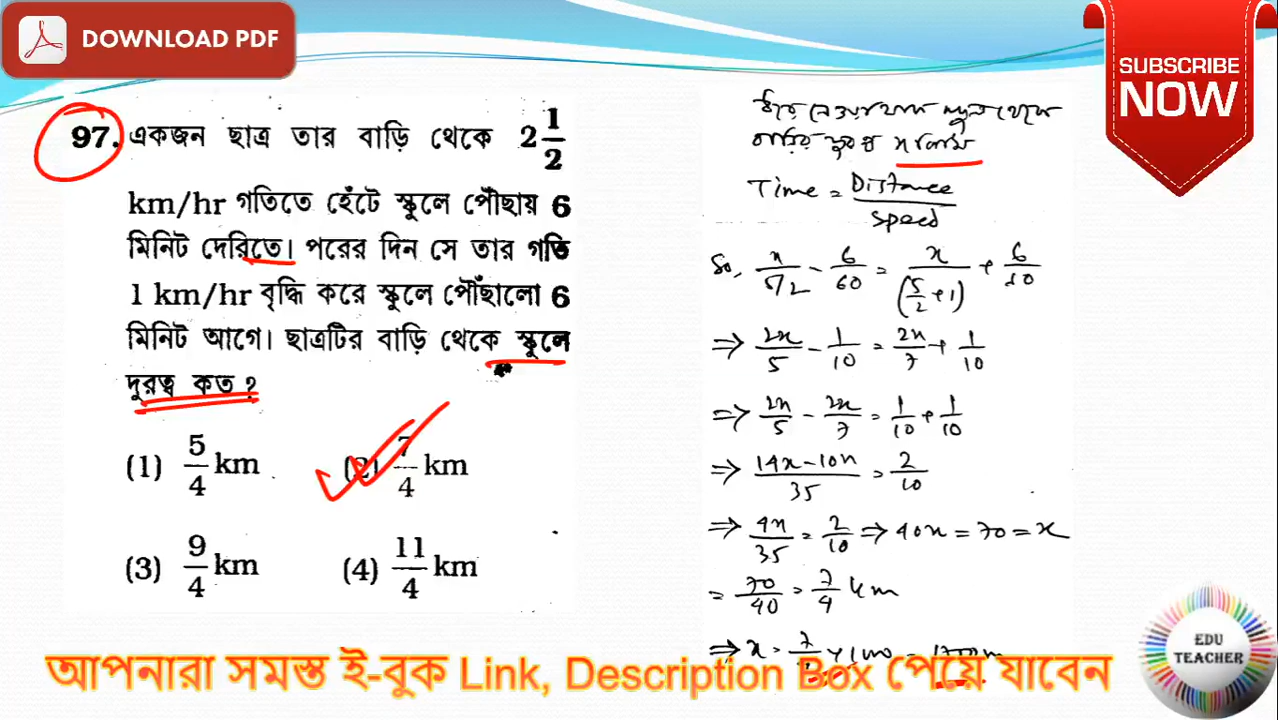 DOWNLOAD PDF
SUBSCRIBE
NOW
97. একজন ছাত্র তার বাড়ি থেকে 2 1/2
km/hr গতিতে হেঁটে স্কুলে পৌঁছায় 6
মিনিট দেরিতে। পরের দিন সে তার গতি
1 km/hr বৃদ্ধি করে স্কুলে পৌঁছালো 6
মিনিট আগে। ছাত্রটির বাড়ি থেকে স্কুলে
দুরত্ব কত ?
(1) 5/4 km (2) 7/4 km
(3) 9/4 km (4) 11/4 km
থেকে
x
Time = Distance/Speed
So, x/5/2 - 6/60 = x/(5/2+1) + 6/10
⇒ 2x/5 - 1/10 = 2x/7 + 1/10
⇒ 2x/5 - 2x/7 = 1/10 + 1/10
⇒ 14x-10x/35 = 2/10
⇒ 4x/35 = 2/10 ⇒ 40x = 70 = x
= 70/40 = 7/4 km
⇒ x = 7
আপনারা সমস্ত ই-বুক Link, Description Box পেয়ে যাবেন
EDU
TEACHER